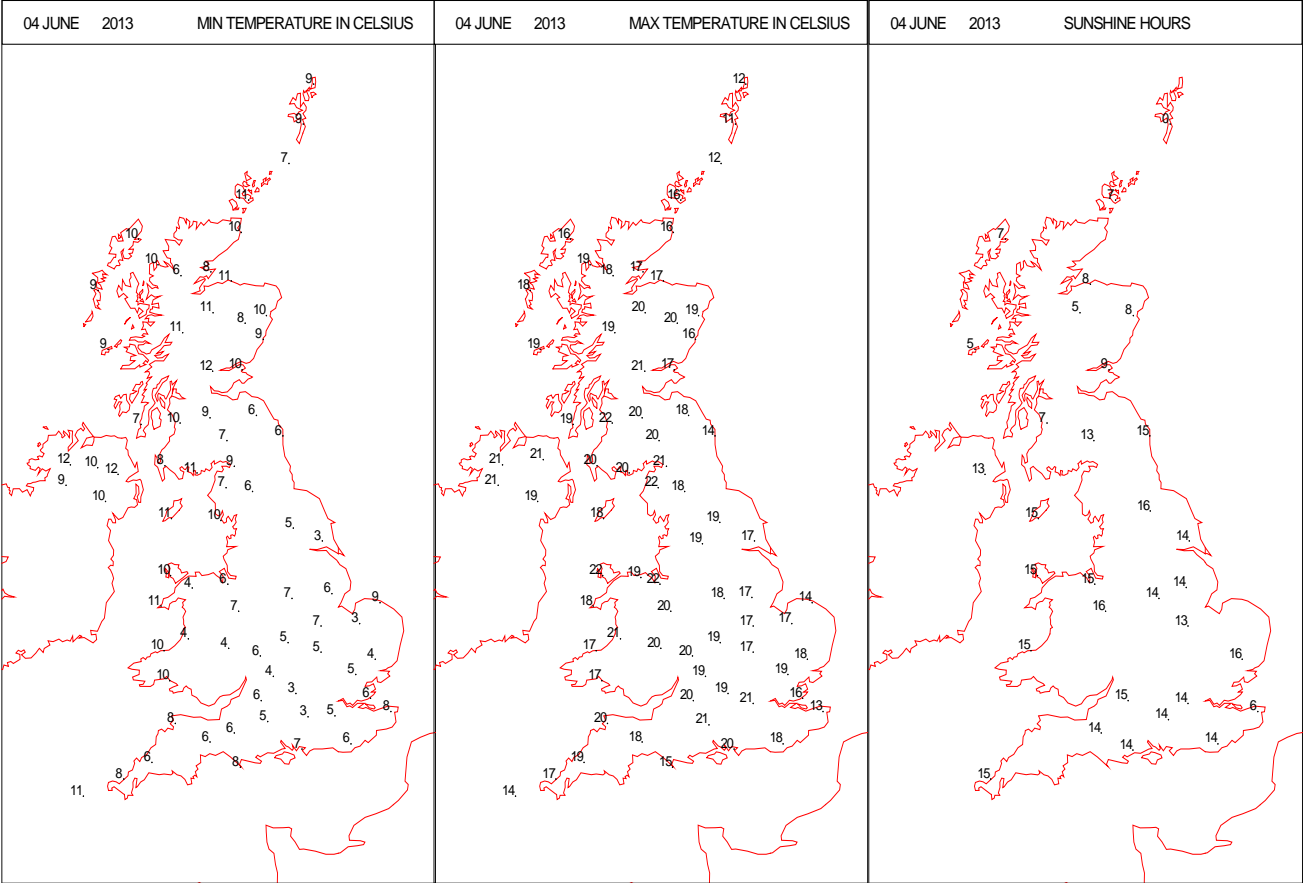 04 JUNE 2013 MIN TEMPERATURE IN CELSIUS
9
9
7
11
10 10
10 6 8 11
9
11 8 10
11 9
9
12 10
7 10 9 6
7 6
12 10 12 8 11 9
9 10 7 6
11 10 5 3
10 4 6 7 6 9
11 7 7 3
10 4 4 6 5 5 4
10 4 5
6 3 6 8
8 6 6 5 3 5
7 6
8 6 8
11
04 JUNE 2013 MAX TEMPERATURE IN CELSIUS
12
11
12
16
16 16
19 18 17 17
18
20 20 19
19 16
19
21 17
19 22 20 18
20 14
21 21 20 20 21
21 19 22 18
18 19 19 17
22 19 22 18 17 14
18 20 17 17
17 21 20 20 19 17 18
17 19 19
20 19 21 16 13
20 18 21 20 18
19 15
17
14
04 JUNE 2013 SUNSHINE HOURS
0
7
7
8
5 8
5
9
7 13 15
13
15 16 14
15 15 14 14
16 13
15 16
15 14 6
14 14 14 14
15